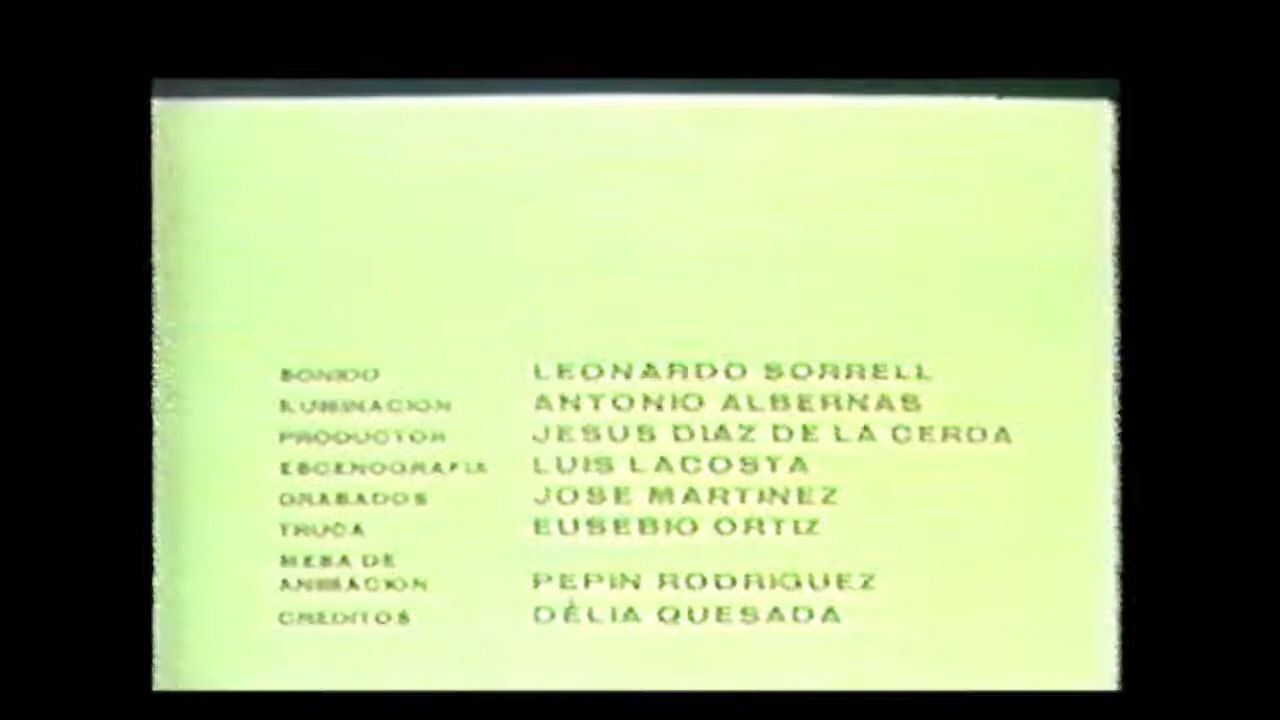 SONIDO LEONARDO SORRELL
ILUMINACION ANTONIO ALBERNAS
PRODUCTOR JESUS DIAZ DE LA CERDA
ESCENOGRAFIA LUIS LACOSTA
GRABADOS JOSE MARTINEZ
TRUCA EUSEBIO ORTIZ
MESA DE
ANIMACION PEPIN RODRIGUEZ
CREDITOS DÉLIA QUESADA